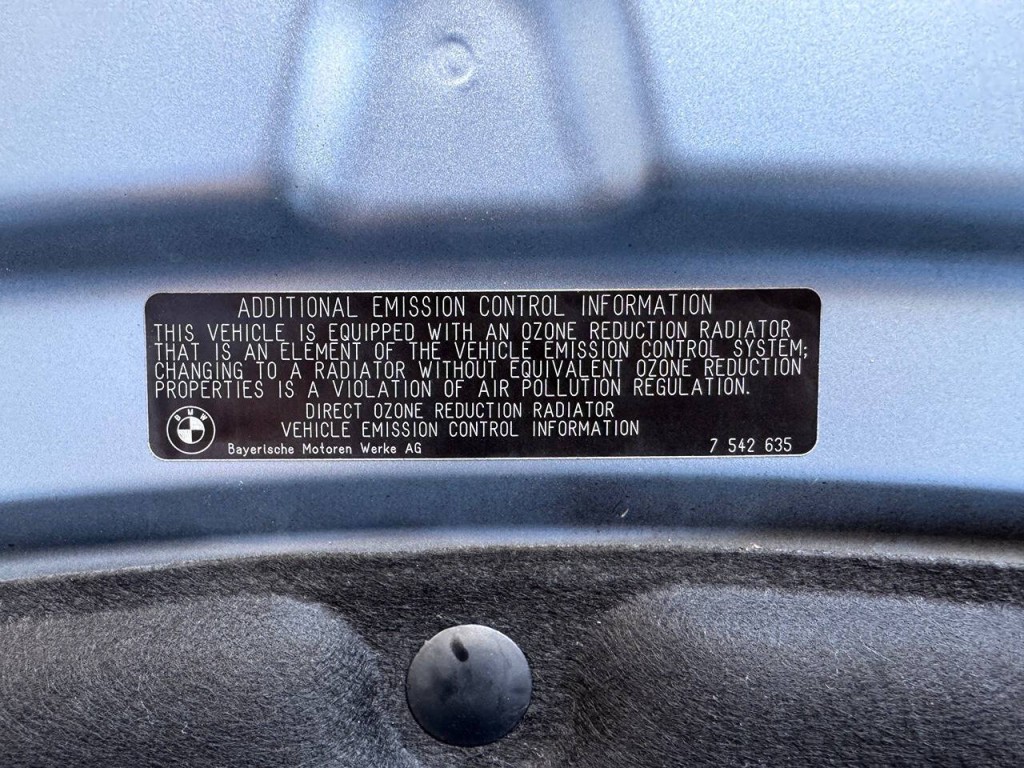 ADDITIONAL EMISSION CONTROL INFORMATION
THIS VEHICLE IS EQUIPPED WITH AN OZONE REDUCTION RADIATOR
THAT IS AN ELEMENT OF THE VEHICLE EMISSION CONTROL SYSTEM;
CHANGING TO A RADIATOR WITHOUT EQUIVALENT OZONE REDUCTION
PROPERTIES IS A VIOLATION OF AIR POLLUTION REGULATION.
DIRECT OZONE REDUCTION RADIATOR
VEHICLE EMISSION CONTROL INFORMATION
BMW
Bayerische Motoren Werke AG
7 542 635